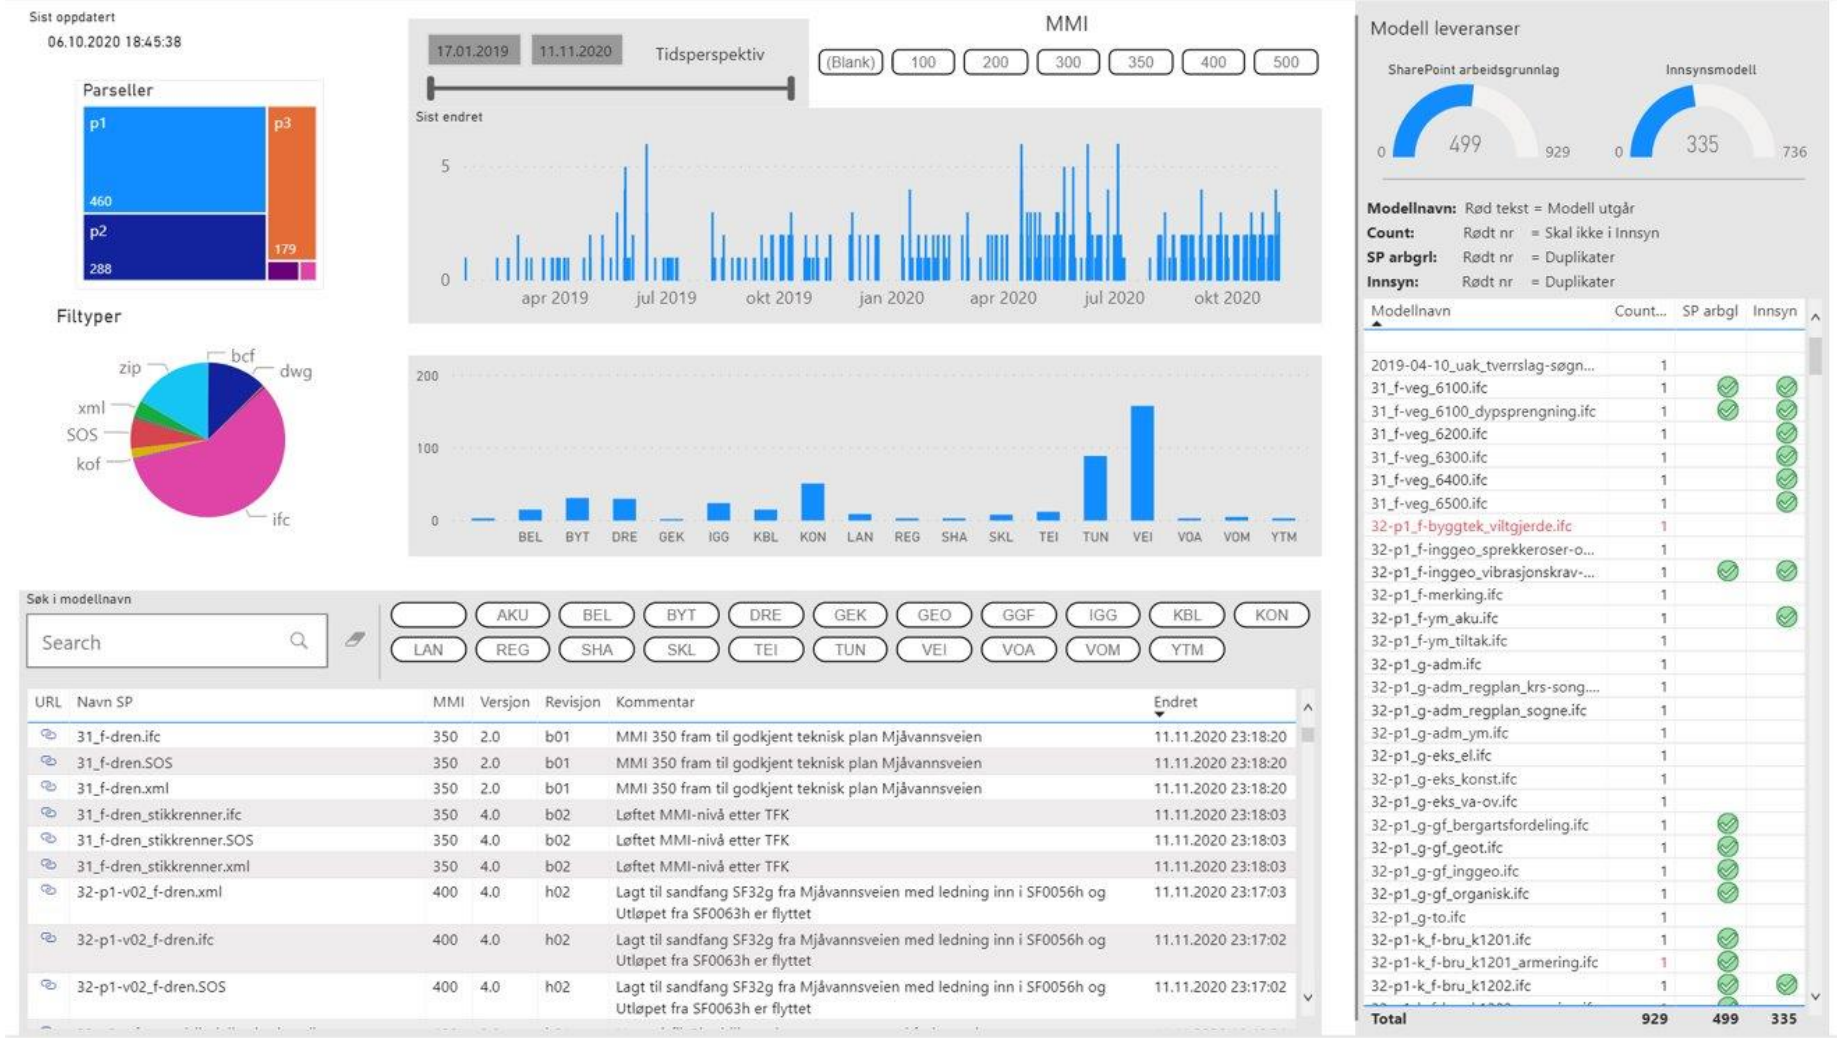 Sist oppdatert
06.10.2020 18:45:38
Parseller
p1
460
p2
288
p3
179
Filtyper
bcf
dwg
zip
xml
SOS
kof
ifc
17.01.2019 11.11.2020 Tidsperspektiv
MMI
(Blank) 100 200 300 350 400 500
Sist endret
5
0
apr 2019 jul 2019 okt 2019 jan 2020 apr 2020 jul 2020 okt 2020
200
100
0
BEL BYT DRE GEK IGG KBL KON LAN REG SHA SKL TEI TUN VEI VOA VOM YTM
Søk i modellnavn
Search
AKU BEL BYT DRE GEK GEO GGF IGG KBL KON
LAN REG SHA SKL TEI TUN VEI VOA VOM YTM
URL Navn SP MMI Versjon Revisjon Kommentar Endret
31_f-dren.ifc 350 2.0 b01 MMI 350 fram til godkjent teknisk plan Mjåvannsveien 11.11.2020 23:18:20
31_f-dren.SOS 350 2.0 b01 MMI 350 fram til godkjent teknisk plan Mjåvannsveien 11.11.2020 23:18:20
31_f-dren.xml 350 2.0 b01 MMI 350 fram til godkjent teknisk plan Mjåvannsveien 11.11.2020 23:18:20
31_f-dren_stikkrenner.ifc 350 4.0 b02 Løftet MMI-nivå etter TFK 11.11.2020 23:18:03
31_f-dren_stikkrenner.SOS 350 4.0 b02 Løftet MMI-nivå etter TFK 11.11.2020 23:18:03
31_f-dren_stikkrenner.xml 350 4.0 b02 Løftet MMI-nivå etter TFK 11.11.2020 23:18:03
32-p1-v02_f-dren.xml 400 4.0 h02 Lagt til sandfang SF32g fra Mjåvannsveien med ledning inn i SF0056h og 11.11.2020 23:17:03
Utløpet fra SF0063h er flyttet
32-p1-v02_f-dren.ifc 400 4.0 h02 Lagt til sandfang SF32g fra Mjåvannsveien med ledning inn i SF0056h og 11.11.2020 23:17:02
Utløpet fra SF0063h er flyttet
32-p1-v02_f-dren.SOS 400 4.0 h02 Lagt til sandfang SF32g fra Mjåvannsveien med ledning inn i SF0056h og 11.11.2020 23:17:02
Utløpet fra SF0063h er flyttet
Modell leveranser
SharePoint arbeidsgrunnlag Innsynsmodell
0 499 929 0 335 736
Modellnavn: Rød tekst = Modell utgår
Count: Rødt nr = Skal ikke i Innsyn
SP arbgrl: Rødt nr = Duplikater
Innsyn: Rødt nr = Duplikater
Modellnavn Count... SP arbgl Innsyn
2019-04-10_uak_tverrslag-søgn... 1
31_f-veg_6100.ifc 1
31_f-veg_6100_dypsprengning.ifc 1
31_f-veg_6200.ifc 1
31_f-veg_6300.ifc 1
31_f-veg_6400.ifc 1
31_f-veg_6500.ifc 1
32-p1_f-byggtek_viltgjerde.ifc 1
32-p1_f-inggeo_sprekkeroser-o... 1
32-p1_f-inggeo_vibrasjonskrav-... 1
32-p1_f-merking.ifc 1
32-p1_f-ym_aku.ifc 1
32-p1_f-ym_tiltak.ifc 1
32-p1_g-adm.ifc 1
32-p1_g-adm_regplan_krs-song.... 1
32-p1_g-adm_regplan_sogne.ifc 1
32-p1_g-adm_ym.ifc 1
32-p1_g-eks_el.ifc 1
32-p1_g-eks_konst.ifc 1
32-p1_g-eks_va-ov.ifc 1
32-p1_g-gf_bergartsfordeling.ifc 1
32-p1_g-gf_geot.ifc 1
32-p1_g-gf_inggeo.ifc 1
32-p1_g-gf_organisk.ifc 1
32-p1_g-to.ifc 1
32-p1-k_f-bru_k1201.ifc 1
32-p1-k_f-bru_k1201_armering.ifc 1
32-p1-k_f-bru_k1202.ifc 1
Total 929 499 335